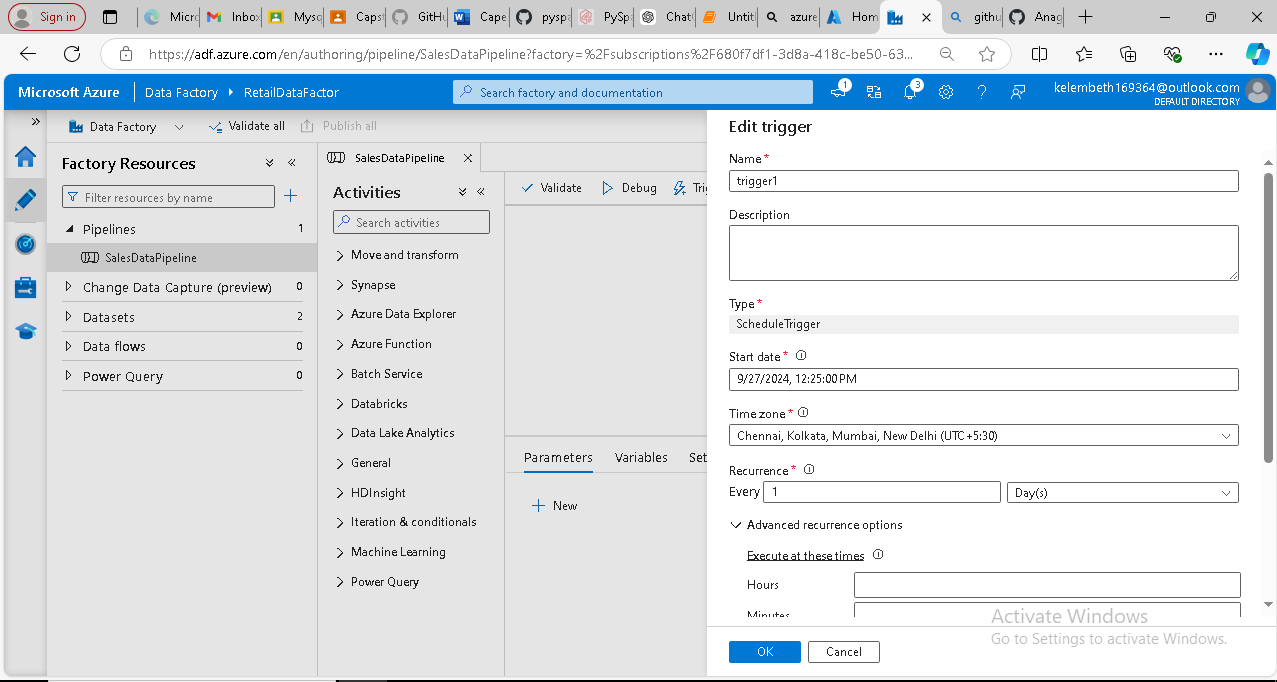 Sign in
Micr
Inbo
Mysq
Caps
GitHu
Cape
pysp
PySp
Chat
Untit
azure
Hom
githu
Anag
https://adf.azure.com/en/authoring/pipeline/SalesDataPipeline?factory=%2Fsubscriptions%2F680f7df1-3d8a-418c-be50-63...
Microsoft Azure
Data Factory
RetailDataFactor
Search factory and documentation
1
3
kelembeth169364@outlook.com
DEFAULT DIRECTORY
Data Factory
Validate all
Publish all
Factory Resources
Filter resources by name
Pipelines 1
SalesDataPipeline
Change Data Capture (preview) 0
Datasets 2
Data flows 0
Power Query 0
SalesDataPipeline
Activities
Search activities
Move and transform
Synapse
Azure Data Explorer
Azure Function
Batch Service
Databricks
Data Lake Analytics
General
HDInsight
Iteration & conditionals
Machine Learning
Power Query
Validate
Debug
Trig
Parameters
Variables
Set
New
Edit trigger
Name *
trigger1
Description
Type *
ScheduleTrigger
Start date *
9/27/2024, 12:25:00 PM
Time zone *
Chennai, Kolkata, Mumbai, New Delhi (UTC+5:30)
Recurrence *
Every 1 Day(s)
Advanced recurrence options
Execute at these times
Hours
Minutes
Activate Windows
Go to Settings to activate Windows.
OK
Cancel